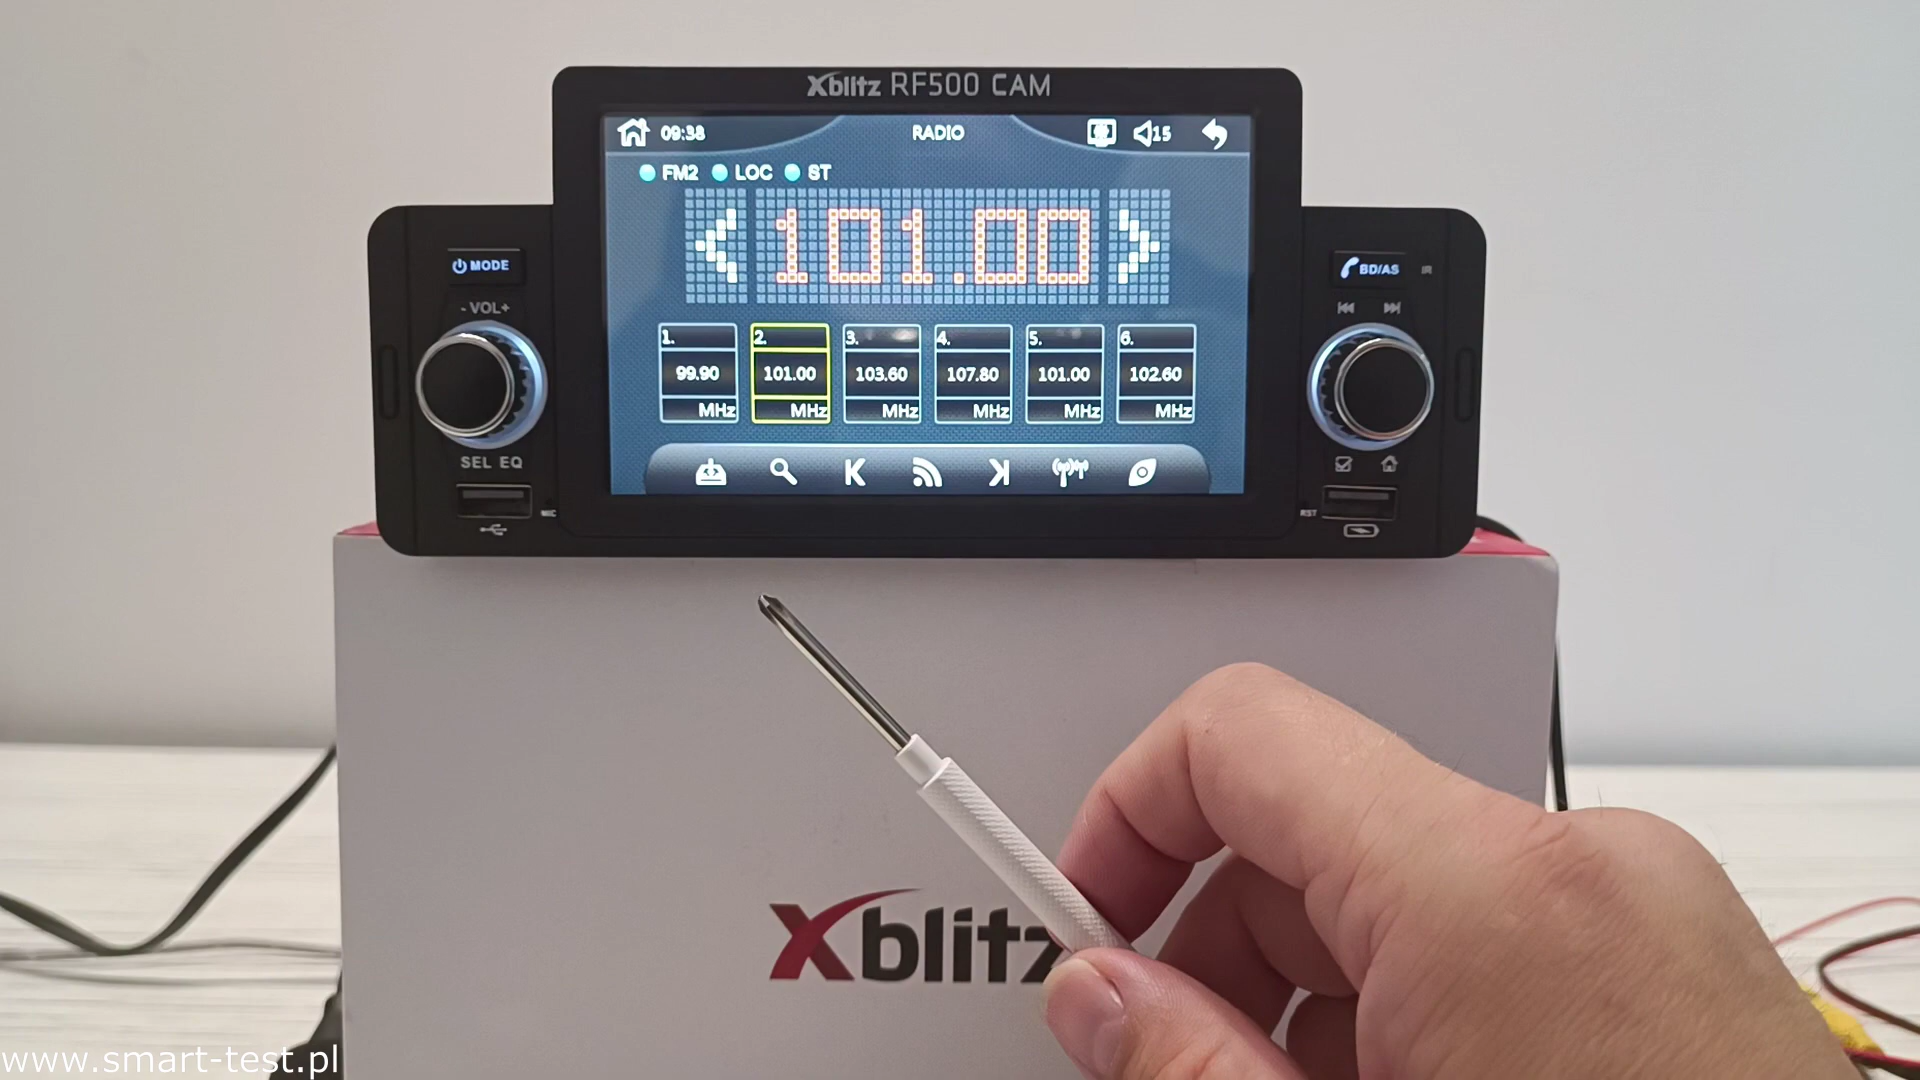 Xblitz RF500 CAM
09:38 RADIO 15
FM2 LOC ST
101.00
MODE
- VOL+
SEL EQ
MIC
1. 2. 3. 4. 5. 6.
99.90 101.00 103.60 107.80 101.00 102.60
MHz MHz MHz MHz MHz MHz
BD/AS IR
RST
Xblitz
www.smart-test.pl